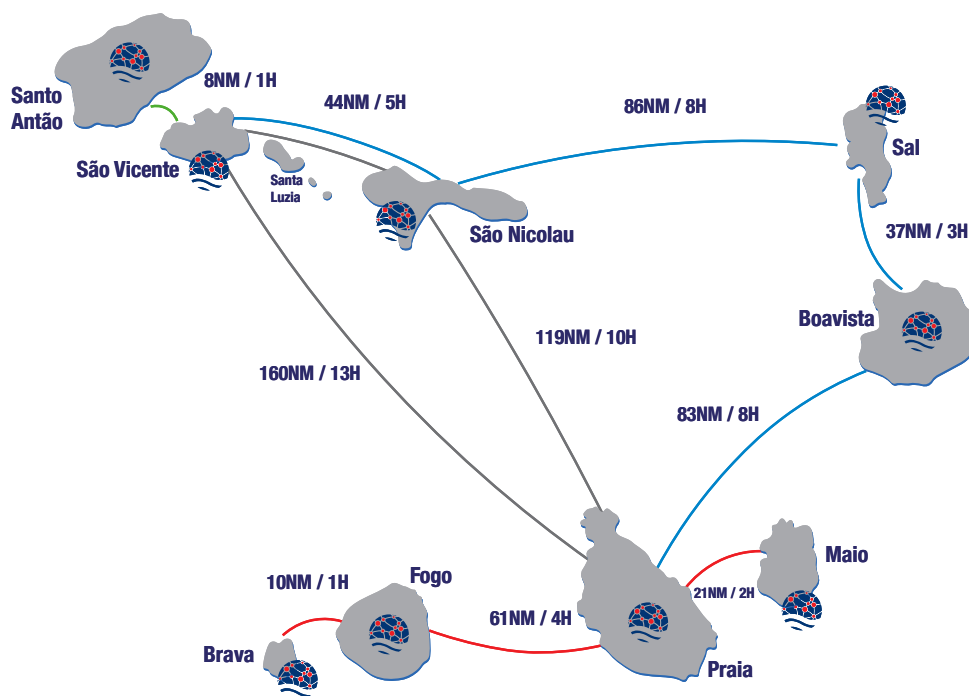 8NM / 1H
Santo
Antão
44NM / 5H
86NM / 8H
Sal
São Vicente
Santa
Luzia
São Nicolau
37NM / 3H
Boavista
119NM / 10H
160NM / 13H
83NM / 8H
Maio
10NM / 1H
Fogo
21NM / 2H
61NM / 4H
Brava
Praia